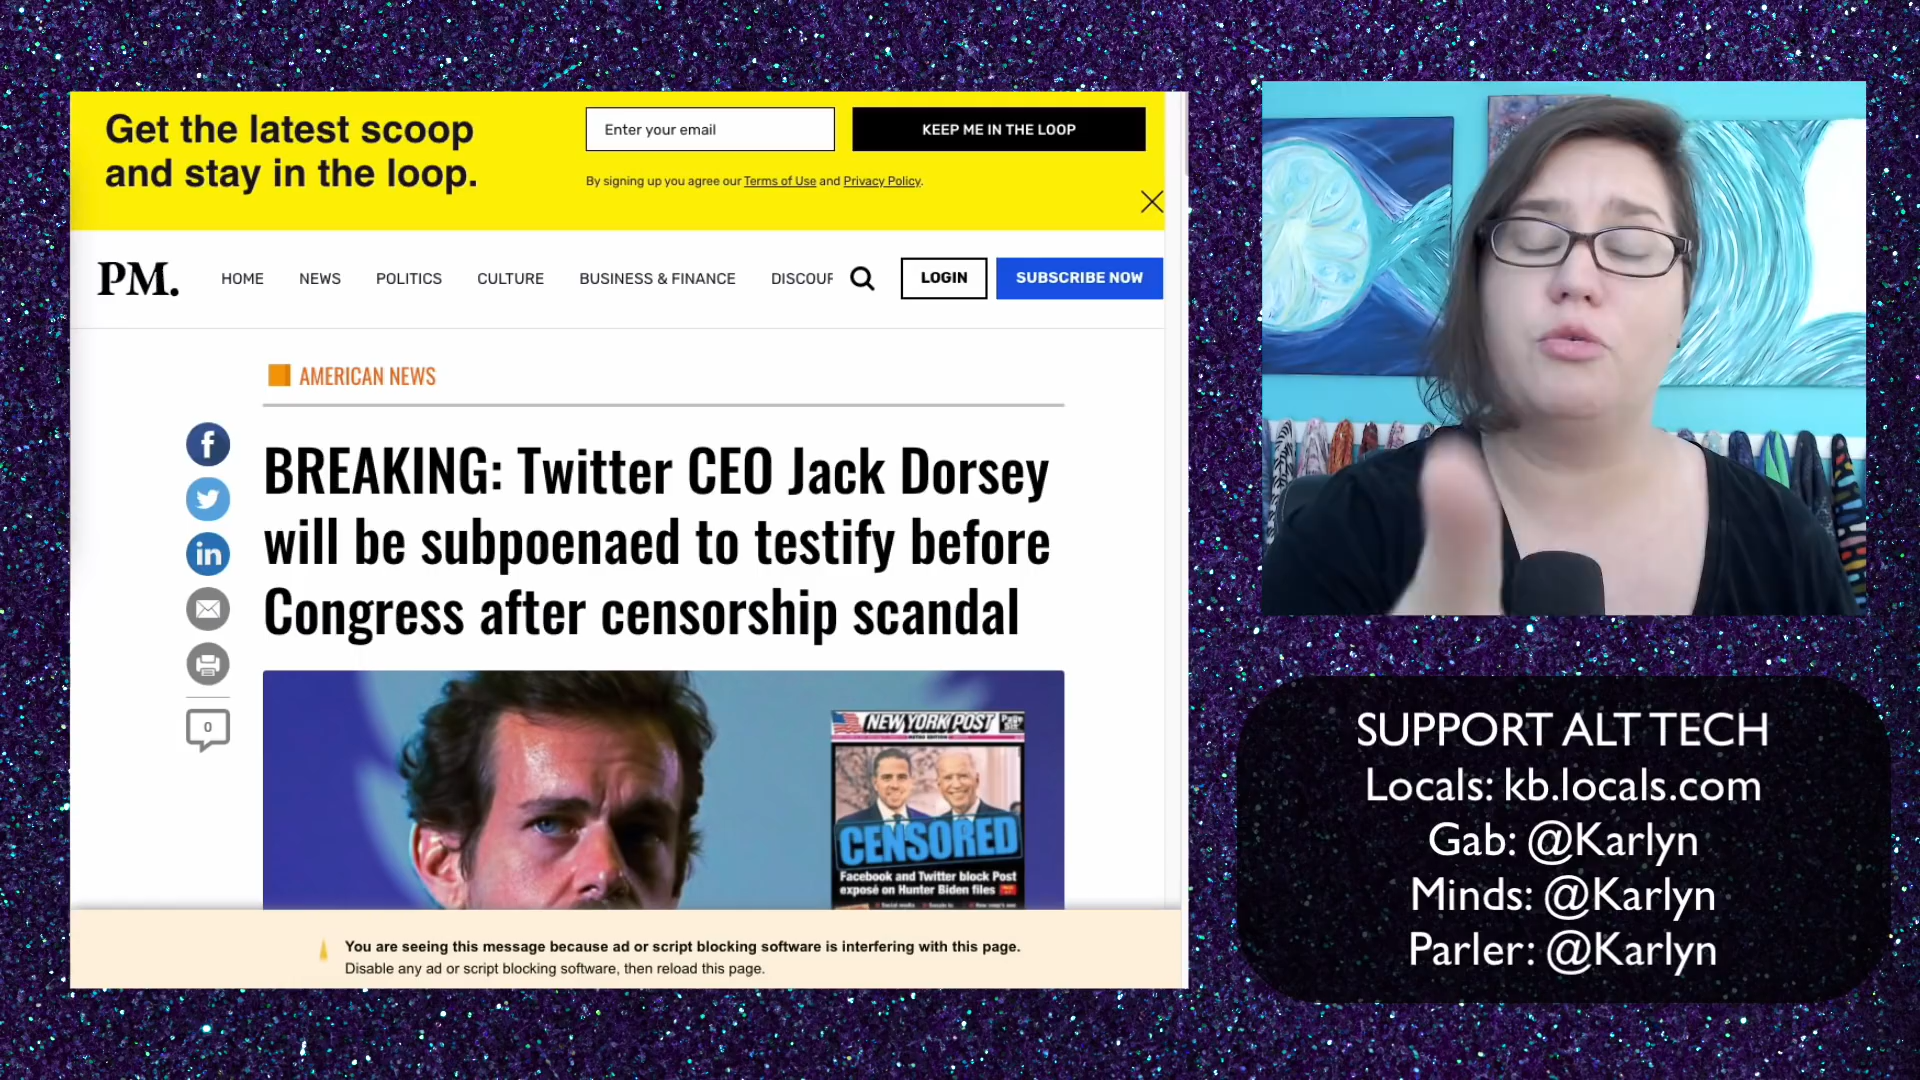 Get the latest scoop
and stay in the loop.
Enter your email
KEEP ME IN THE LOOP
By signing up you agree our Terms of Use and Privacy Policy.
PM.
HOME NEWS POLITICS CULTURE BUSINESS & FINANCE DISCOUR
LOGIN
SUBSCRIBE NOW
AMERICAN NEWS
f
in
0
BREAKING: Twitter CEO Jack Dorsey
will be subpoenaed to testify before
Congress after censorship scandal
NEW YORK POST
CENSORED
Facebook and Twitter block Post
exposé on Hunter Biden files
You are seeing this message because ad or script blocking software is interfering with this page.
Disable any ad or script blocking software, then reload this page.
SUPPORT ALT TECH
Locals: kb.locals.com
Gab: @Karlyn
Minds: @Karlyn
Parler: @Karlyn